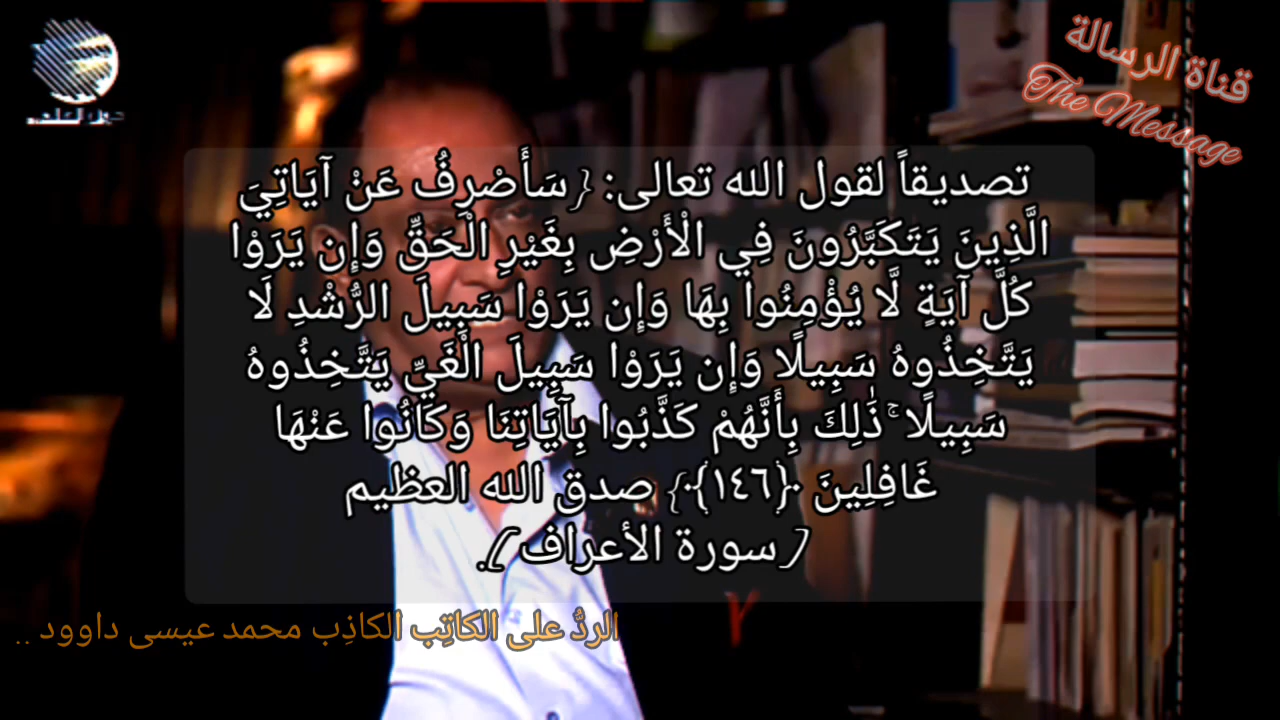 قناة الرسالة
The Message
تصديقاً لقول الله تعالى: {سَأَصْرِفُ عَنْ آيَاتِيَ
الَّذِينَ يَتَكَبَّرُونَ فِي الْأَرْضِ بِغَيْرِ الْحَقِّ وَإِن يَرَوْا
كُلَّ آيَةٍ لَّا يُؤْمِنُوا بِهَا وَإِن يَرَوْا سَبِيلَ الرُّشْدِ لَا
يَتَّخِذُوهُ سَبِيلًا وَإِن يَرَوْا سَبِيلَ الْغَيِّ يَتَّخِذُوهُ
سَبِيلًا ۚ ذَٰلِكَ بِأَنَّهُمْ كَذَّبُوا بِآيَاتِنَا وَكَانُوا عَنْهَا
غَافِلِينَ ﴿١٤٦﴾} صدق الله العظيم
[سورة الأعراف].
الردُّ على الكاتِب الكاذِب محمد عيسى داوود ..